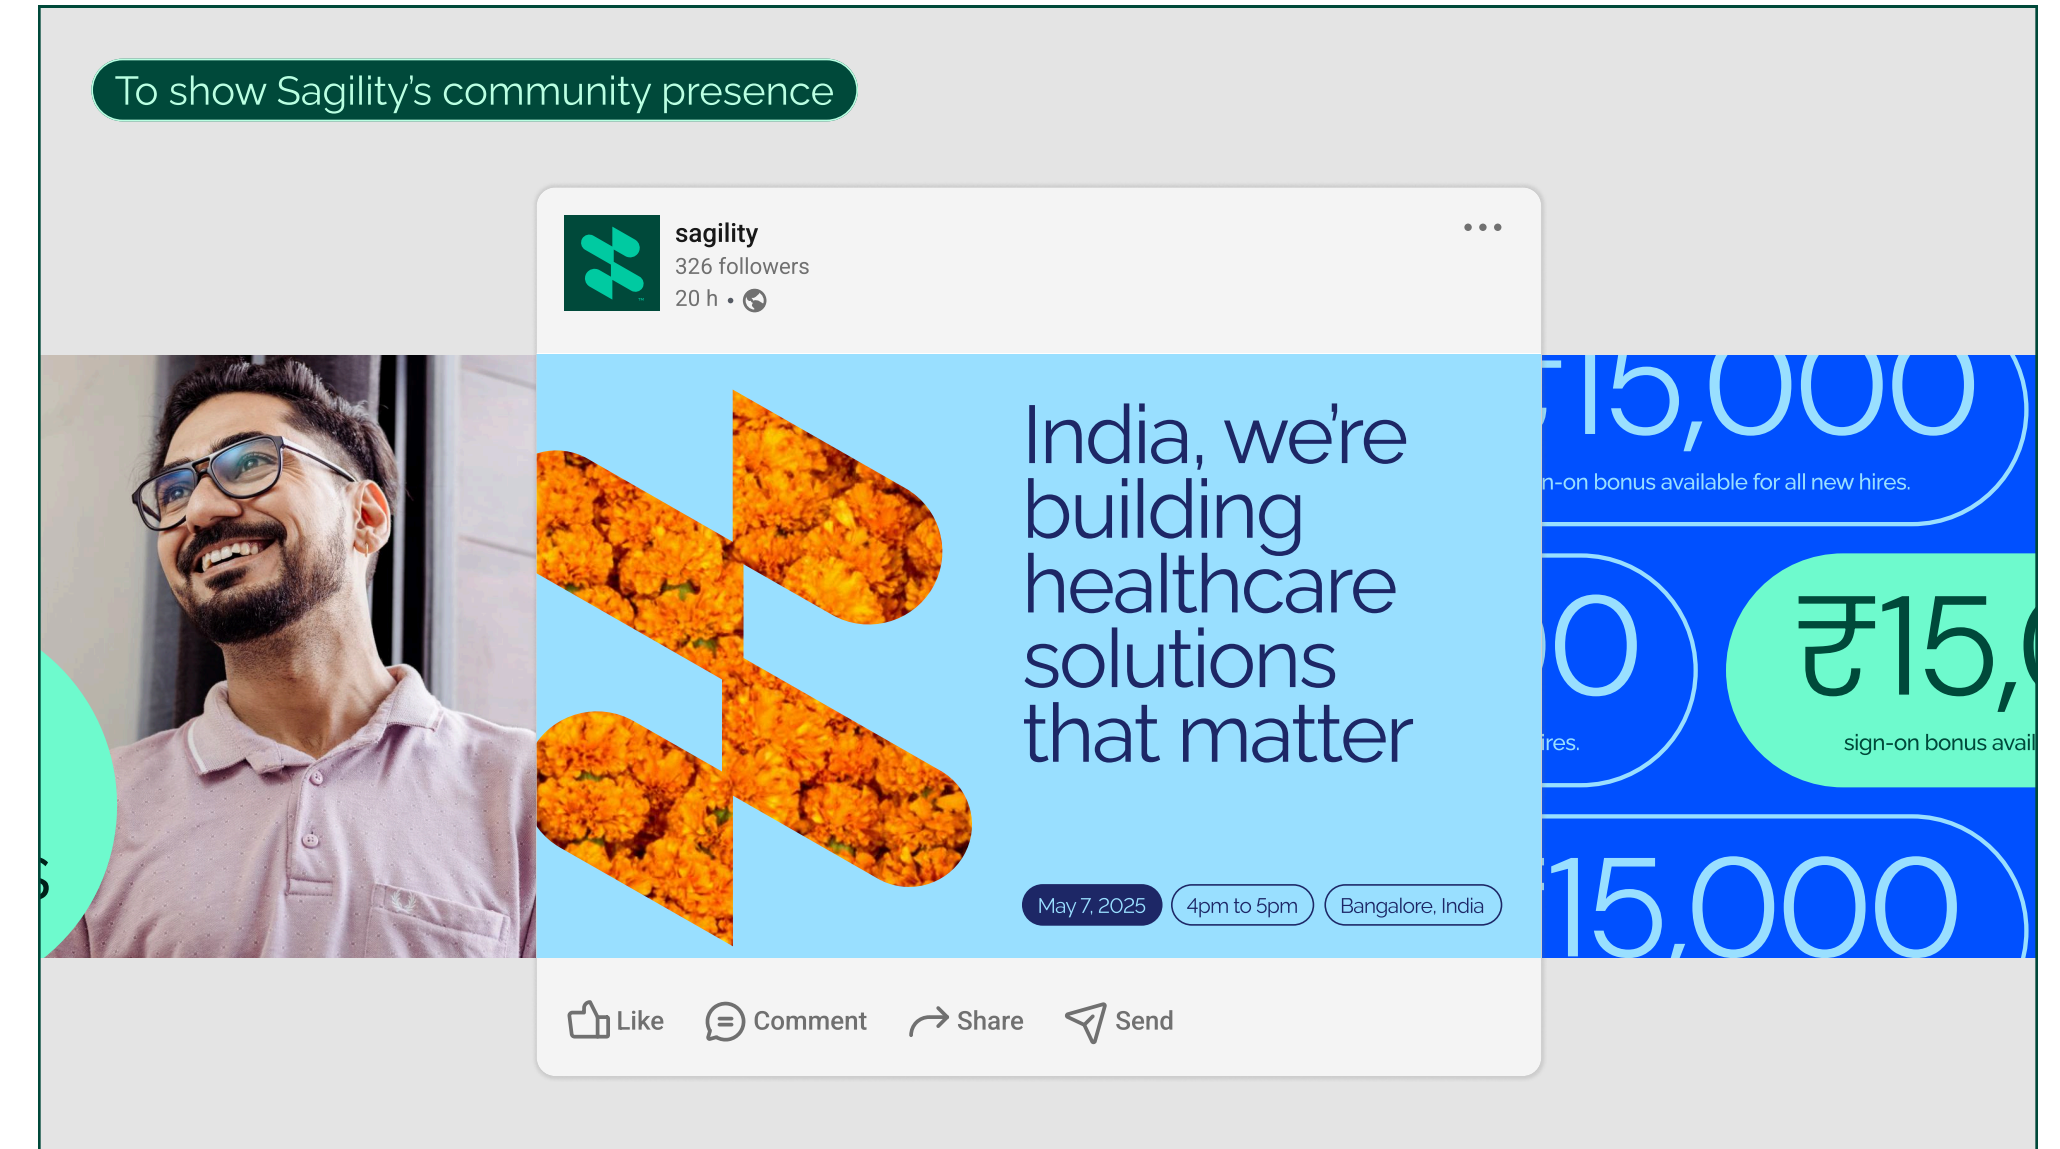 To show Sagility’s community presence
sagility
326 followers
20 h •
s
India, we’re
building
healthcare
solutions
that matter
May 7, 2025
4pm to 5pm
Bangalore, India
₹15,000
n-on bonus available for all new hires.
00
ires.
₹15,0
sign-on bonus avail
₹15,000
Like
Comment
Share
Send